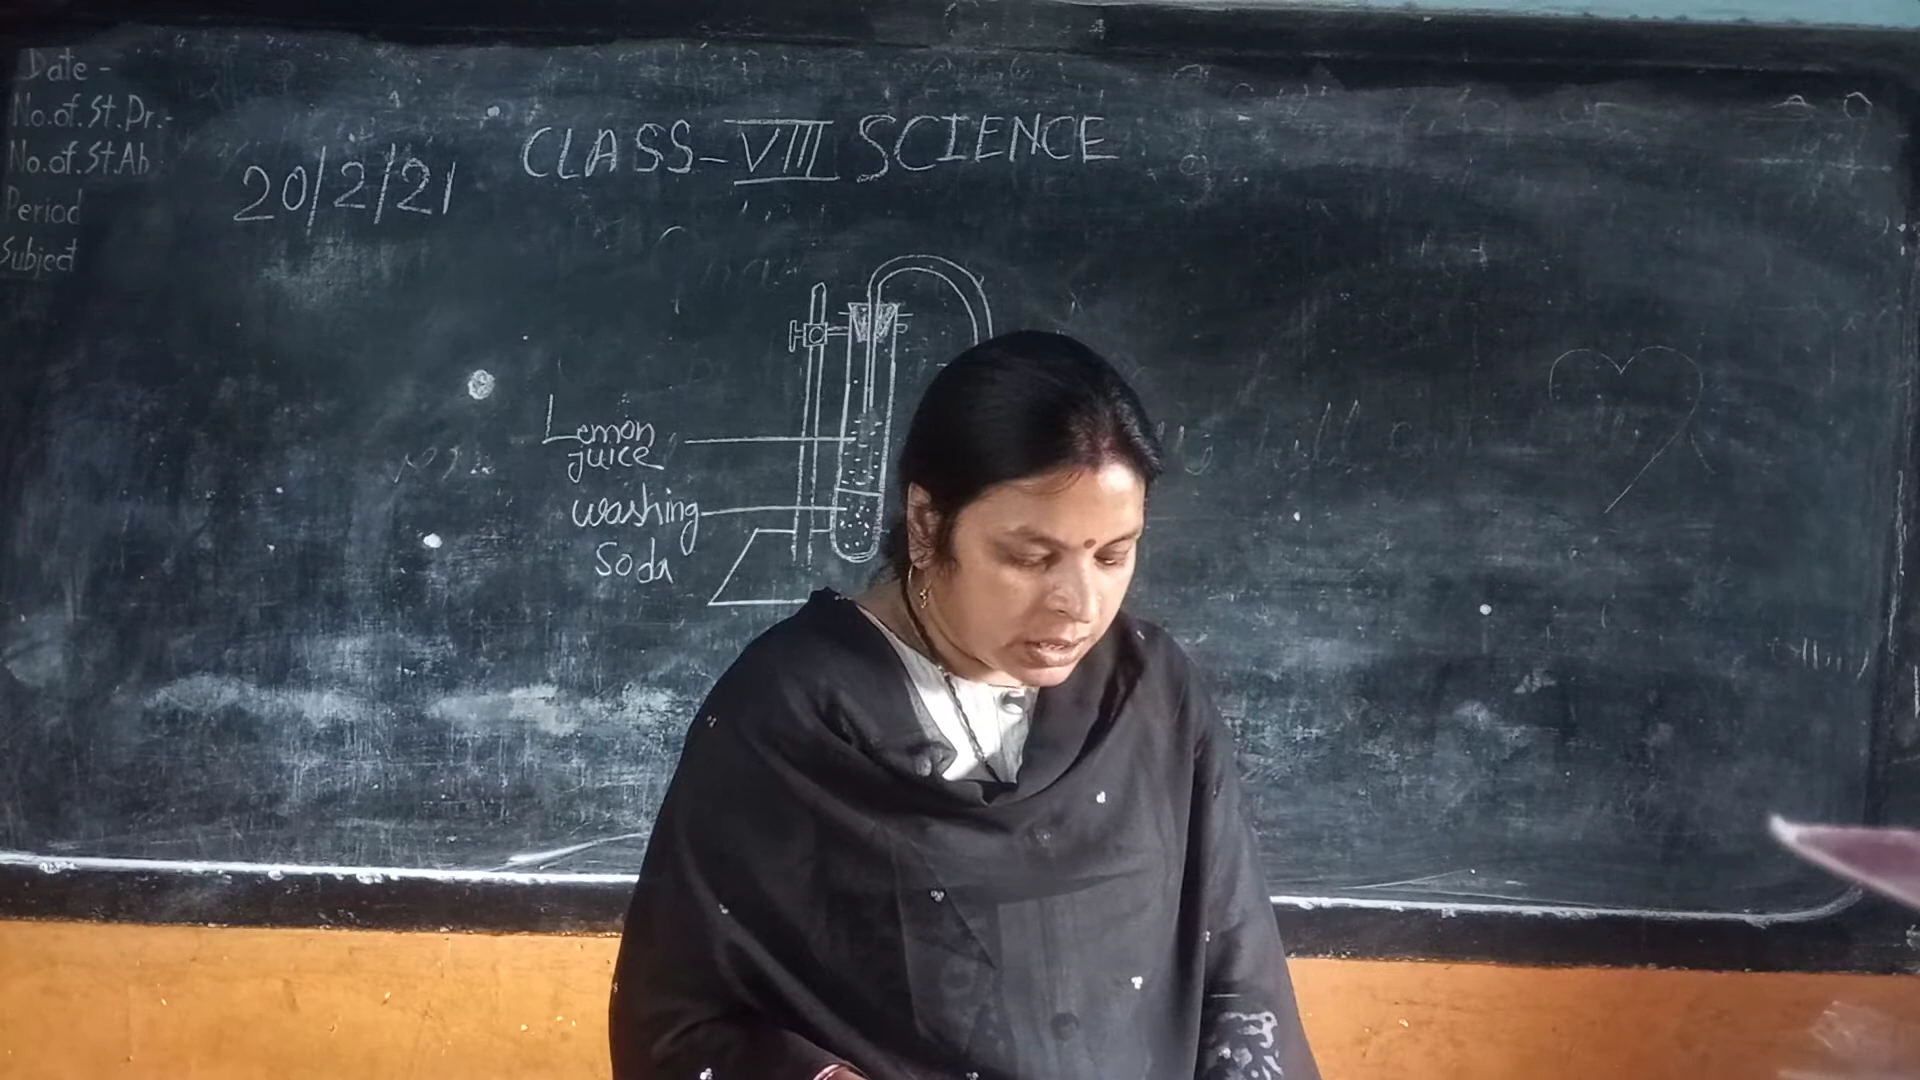 Date -
No.of.St.Pr.-
No.of.St.Ab
Period
Subject
20/2/21
CLASS-VIII SCIENCE
Lemon
juice
washing
Soda